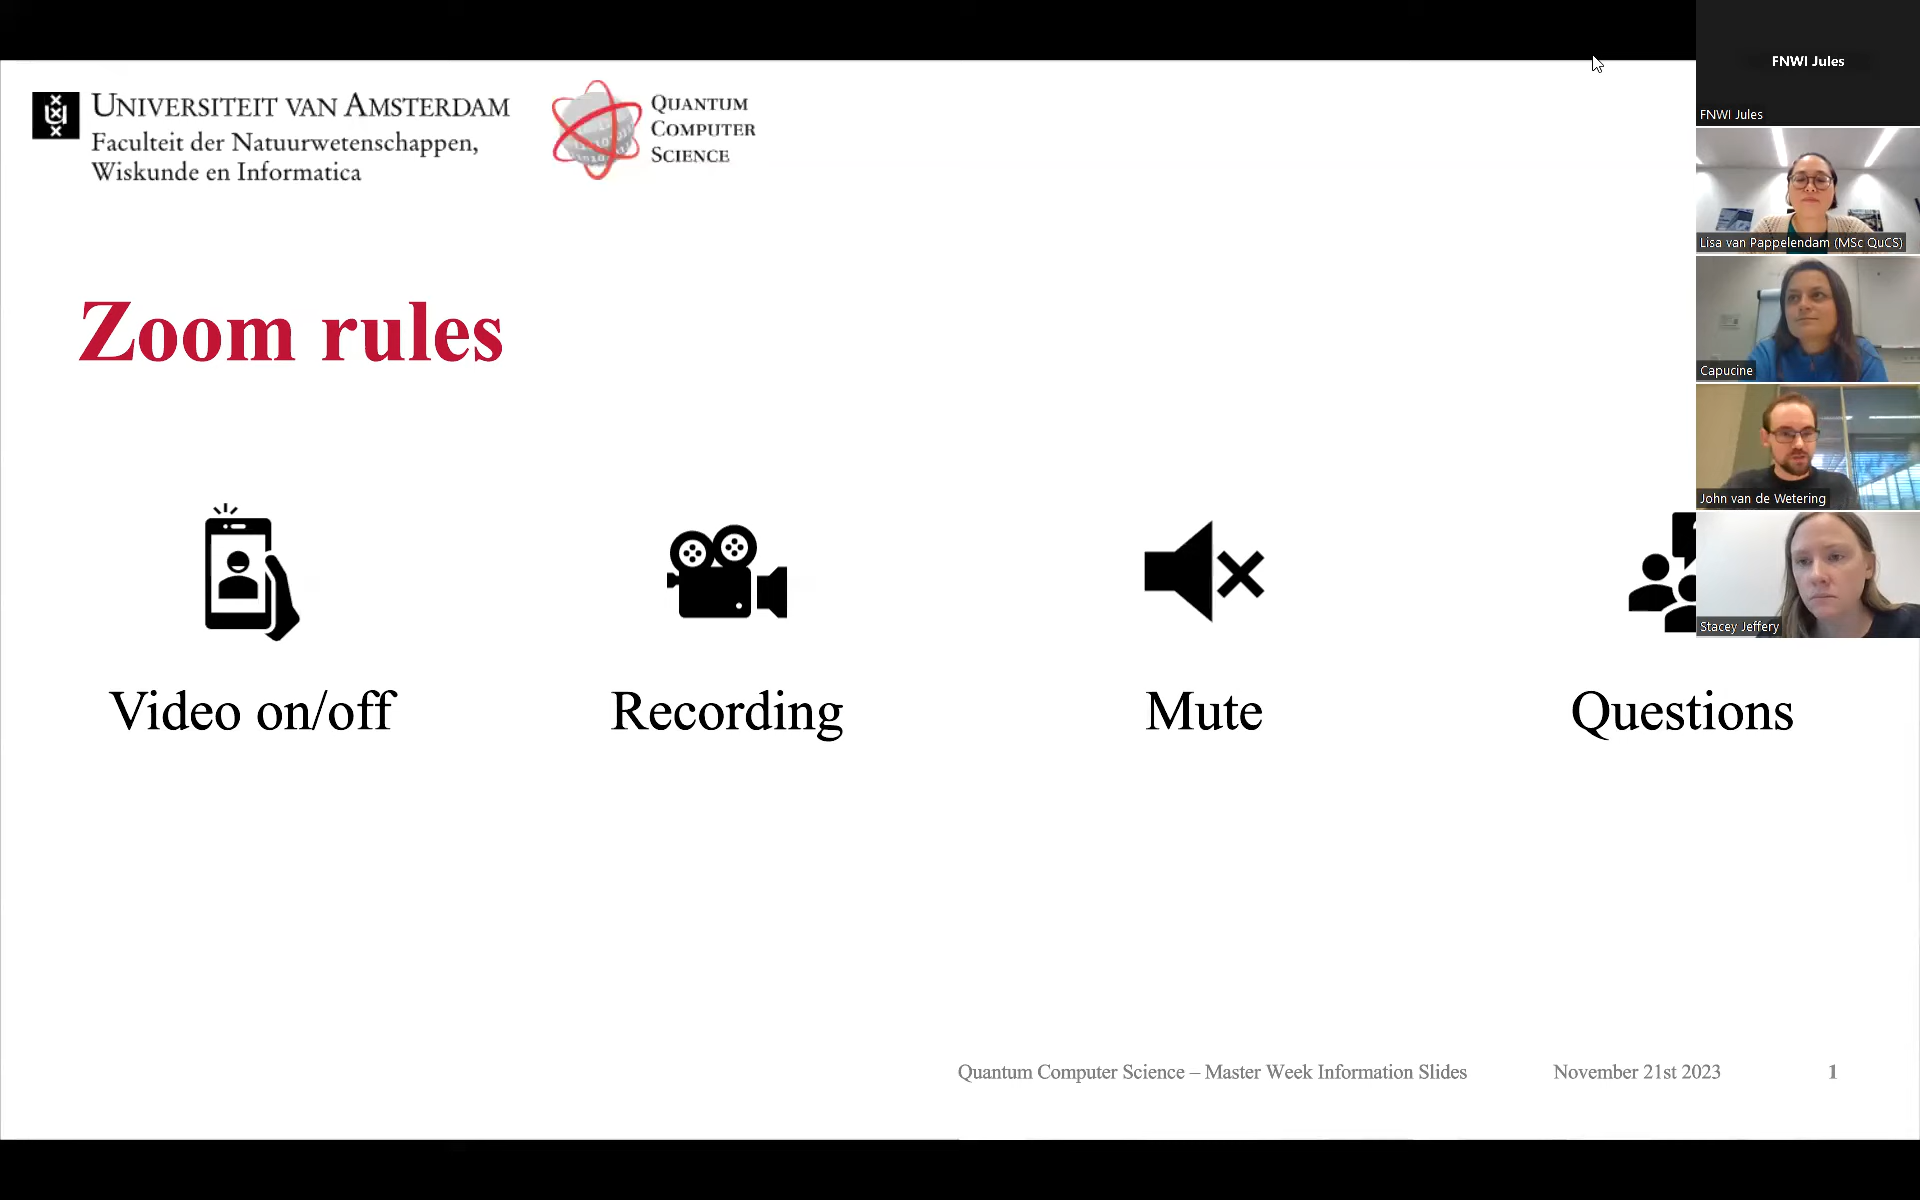 UNIVERSITEIT VAN AMSTERDAM
Faculteit der Natuurwetenschappen,
Wiskunde en Informatica
QUANTUM
COMPUTER
SCIENCE
Zoom rules
Video on/off
Recording
Mute
Questions
Quantum Computer Science – Master Week Information Slides
November 21st 2023
1
FNWI Jules
FNWI Jules
Lisa van Pappelendam (MSc QuCS)
Capucine
John van de Wetering
Stacey Jeffery